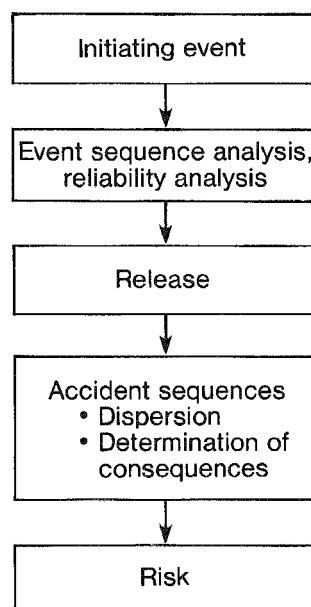 Initiating event
Event sequence analysis,
reliability analysis
Release
Accident sequences
• Dispersion
• Determination of
consequences
Risk